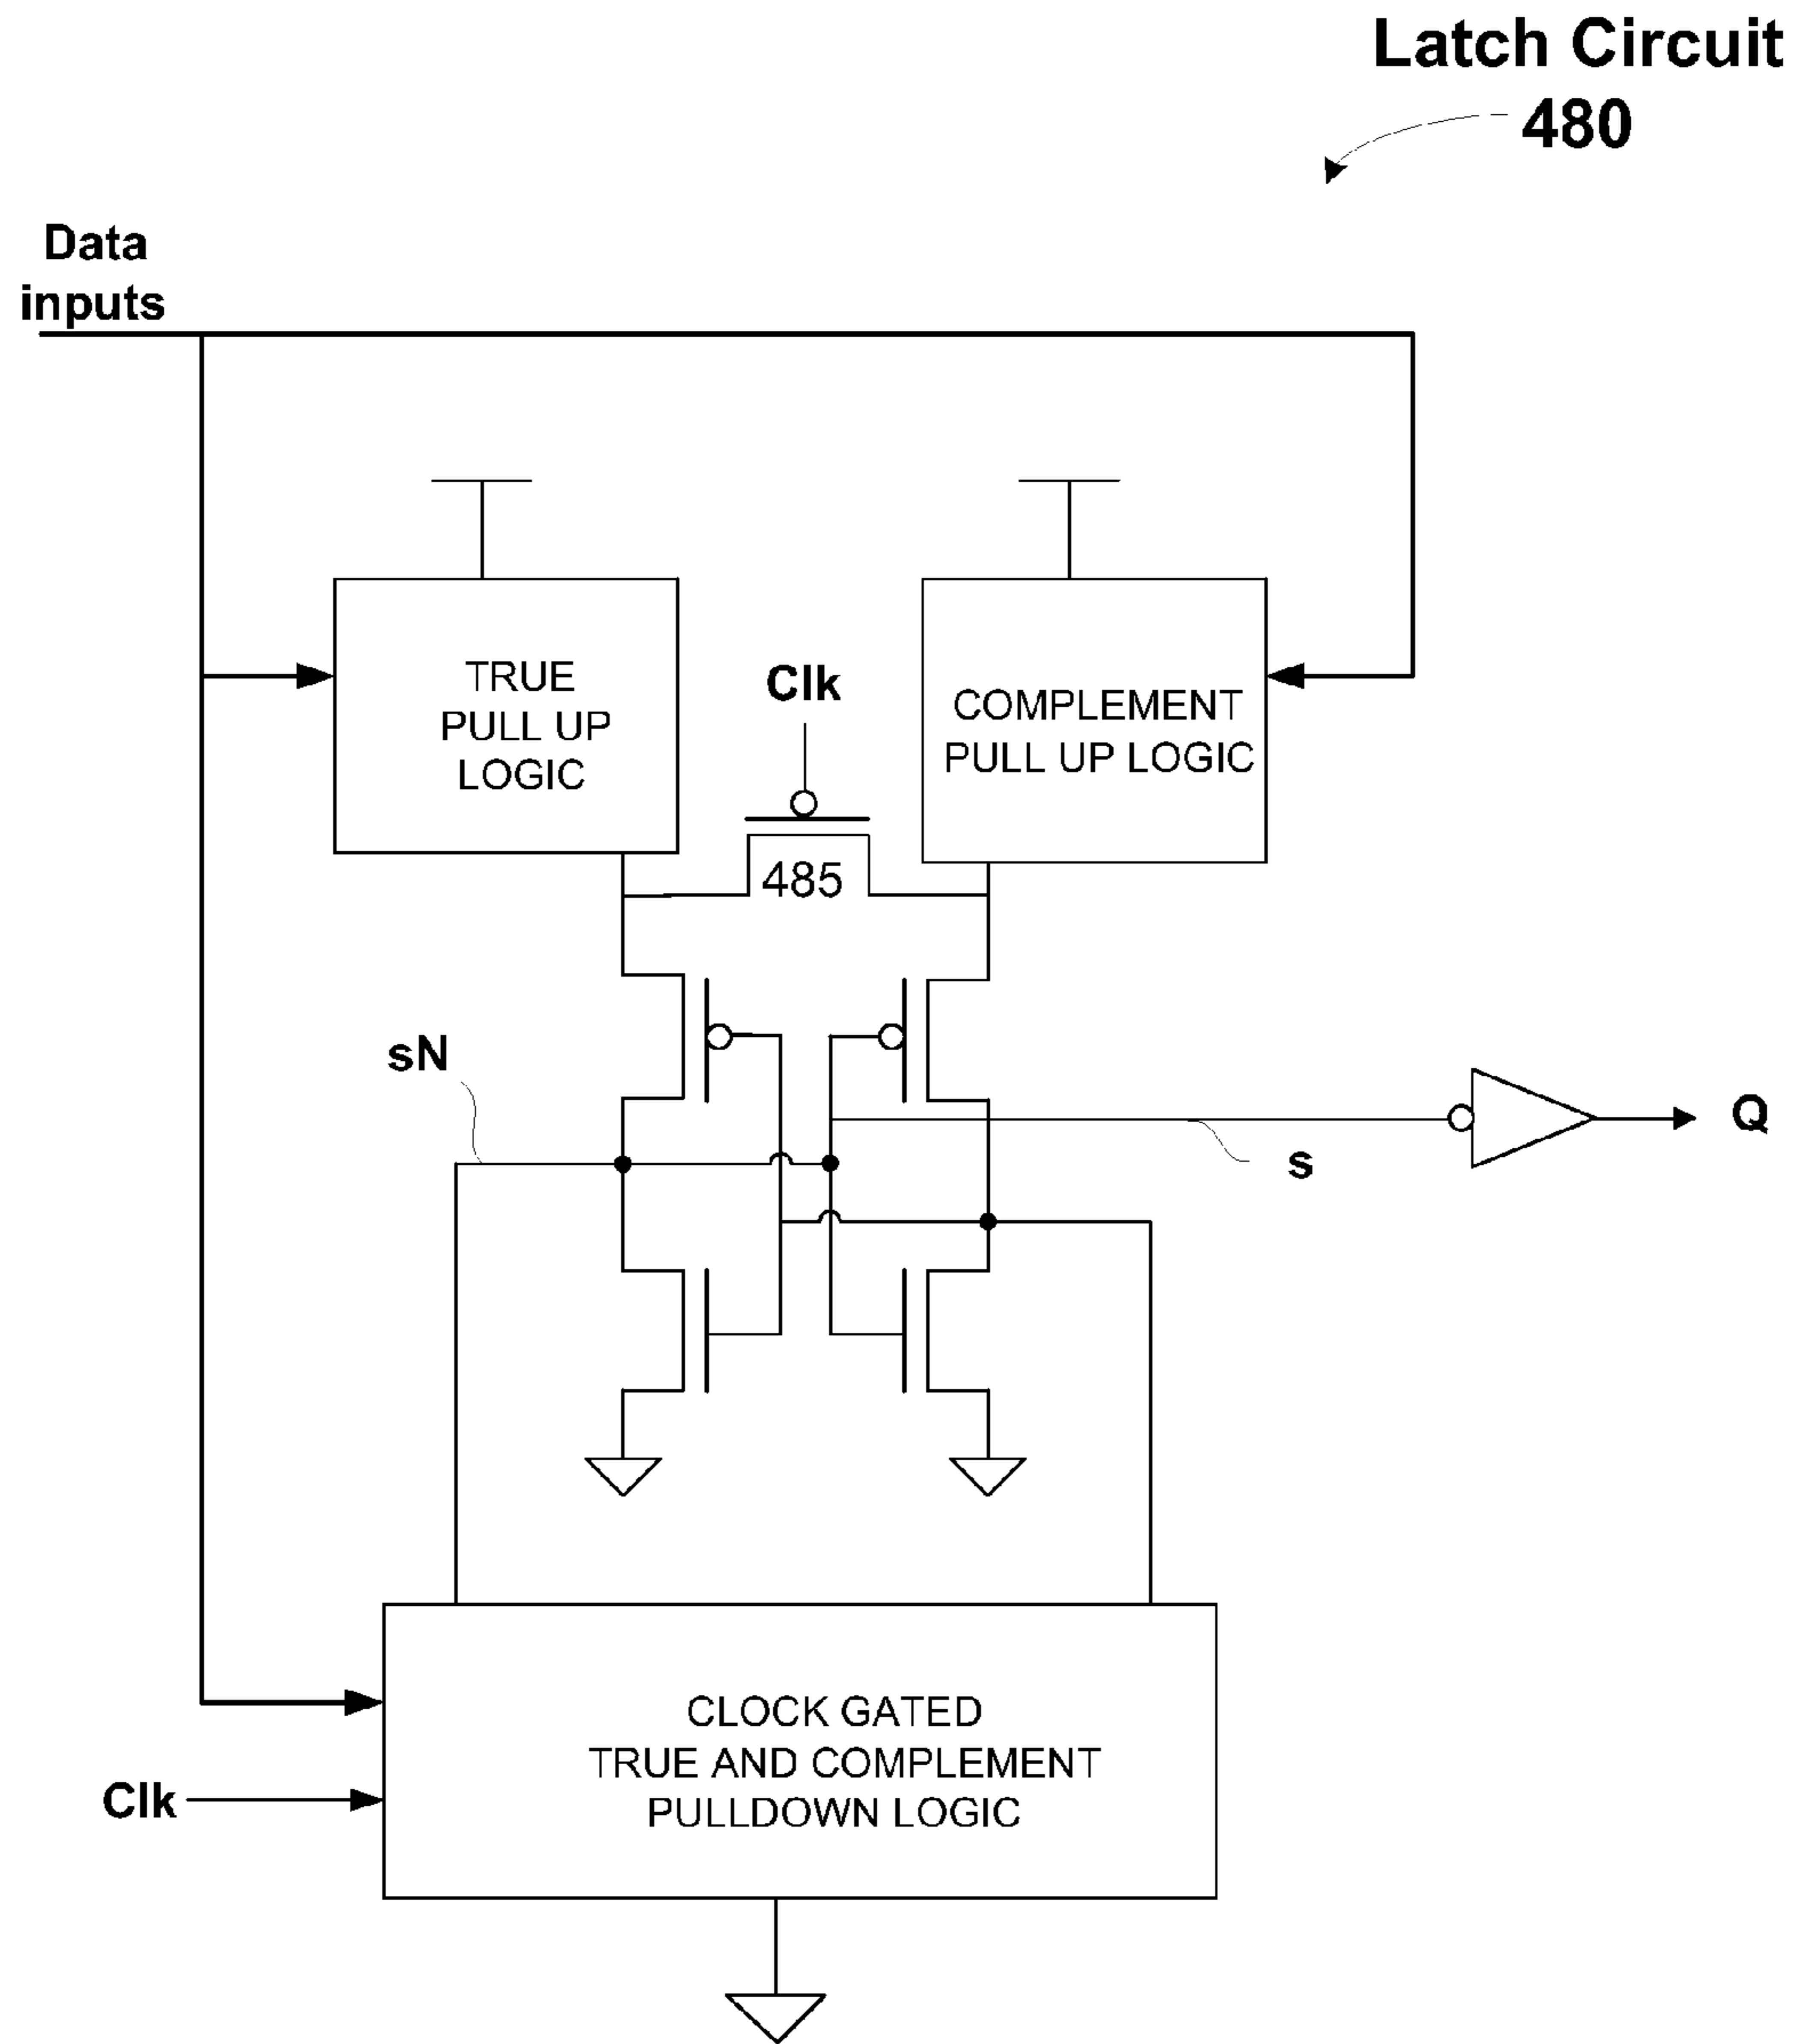 Latch Circuit
480
Data
inputs
TRUE
PULL UP
LOGIC
Clk
COMPLEMENT
PULL UP LOGIC
485
sN
Q
s
CLOCK GATED
TRUE AND COMPLEMENT
PULLDOWN LOGIC
Clk